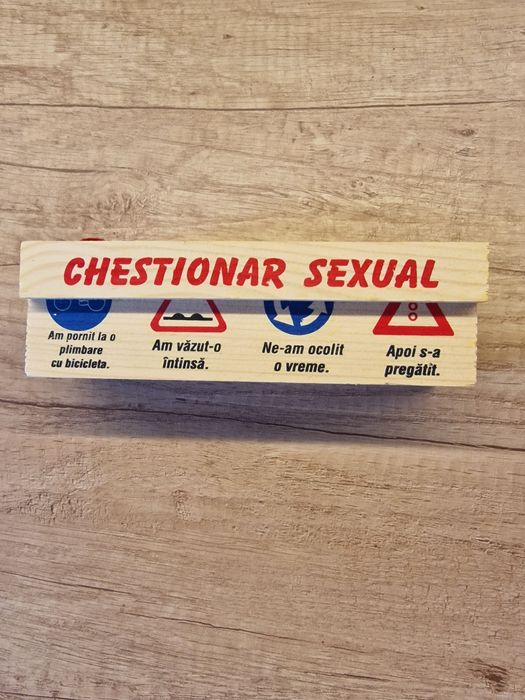 CHESTIONAR SEXUAL
Am pornit la o
plimbare
cu bicicleta.
Am văzut-o
întinsă.
Ne-am ocolit
o vreme.
Apoi s-a
pregătit.